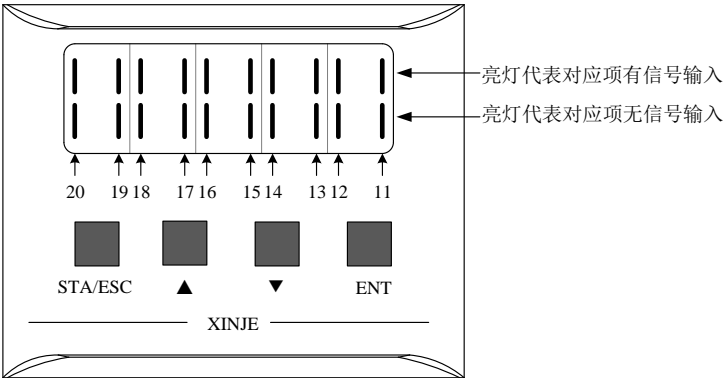 亮灯代表对应项有信号输入
亮灯代表对应项无信号输入
20 19 18 17 16 15 14 13 12 11
STA/ESC ▲ ▼ ENT
XINJE